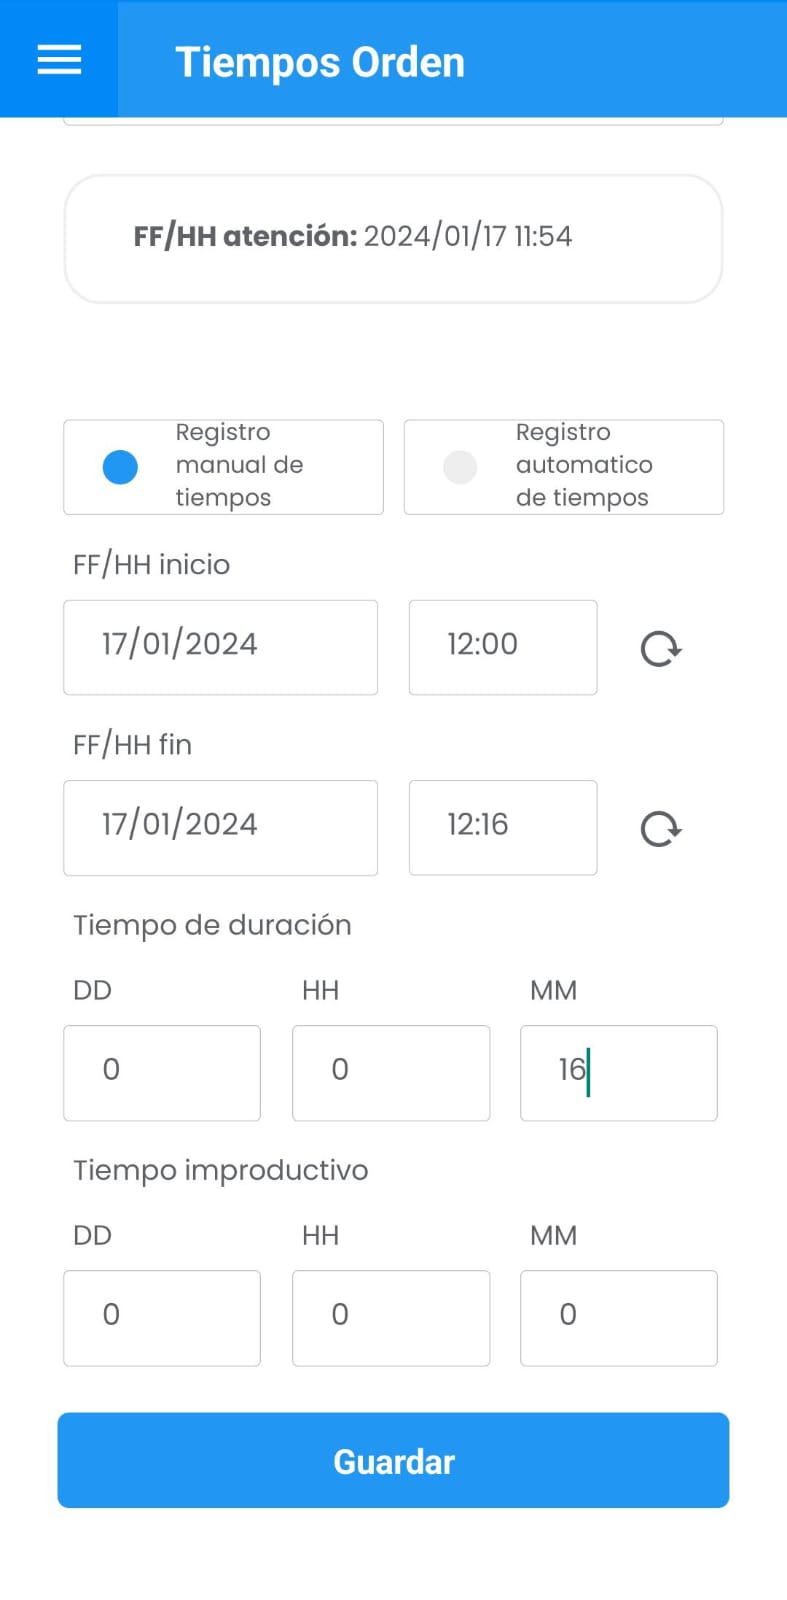 Tiempos Orden
FF/HH atención: 2024/01/17 11:54
Registro
manual de
tiempos
Registro
automatico
de tiempos
FF/HH inicio
17/01/2024 12:00
FF/HH fin
17/01/2024 12:16
Tiempo de duración
DD HH MM
0 0 16
Tiempo improductivo
DD HH MM
0 0 0
Guardar